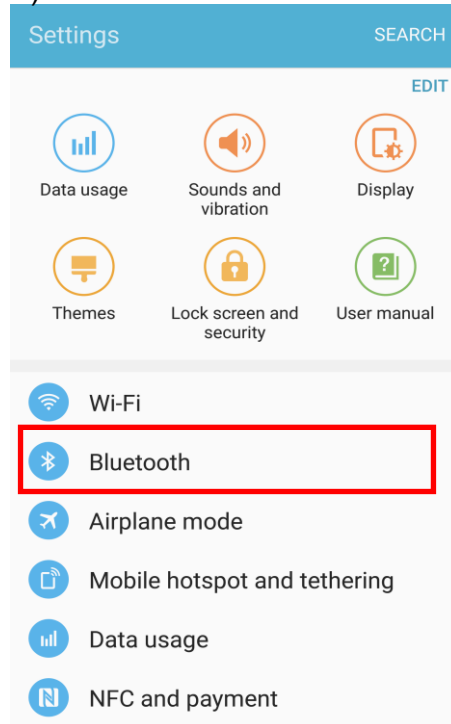 Settings SEARCH
EDIT
Data usage
Sounds and
vibration
Display
Themes
Lock screen and
security
User manual
Wi-Fi
Bluetooth
Airplane mode
Mobile hotspot and tethering
Data usage
NFC and payment